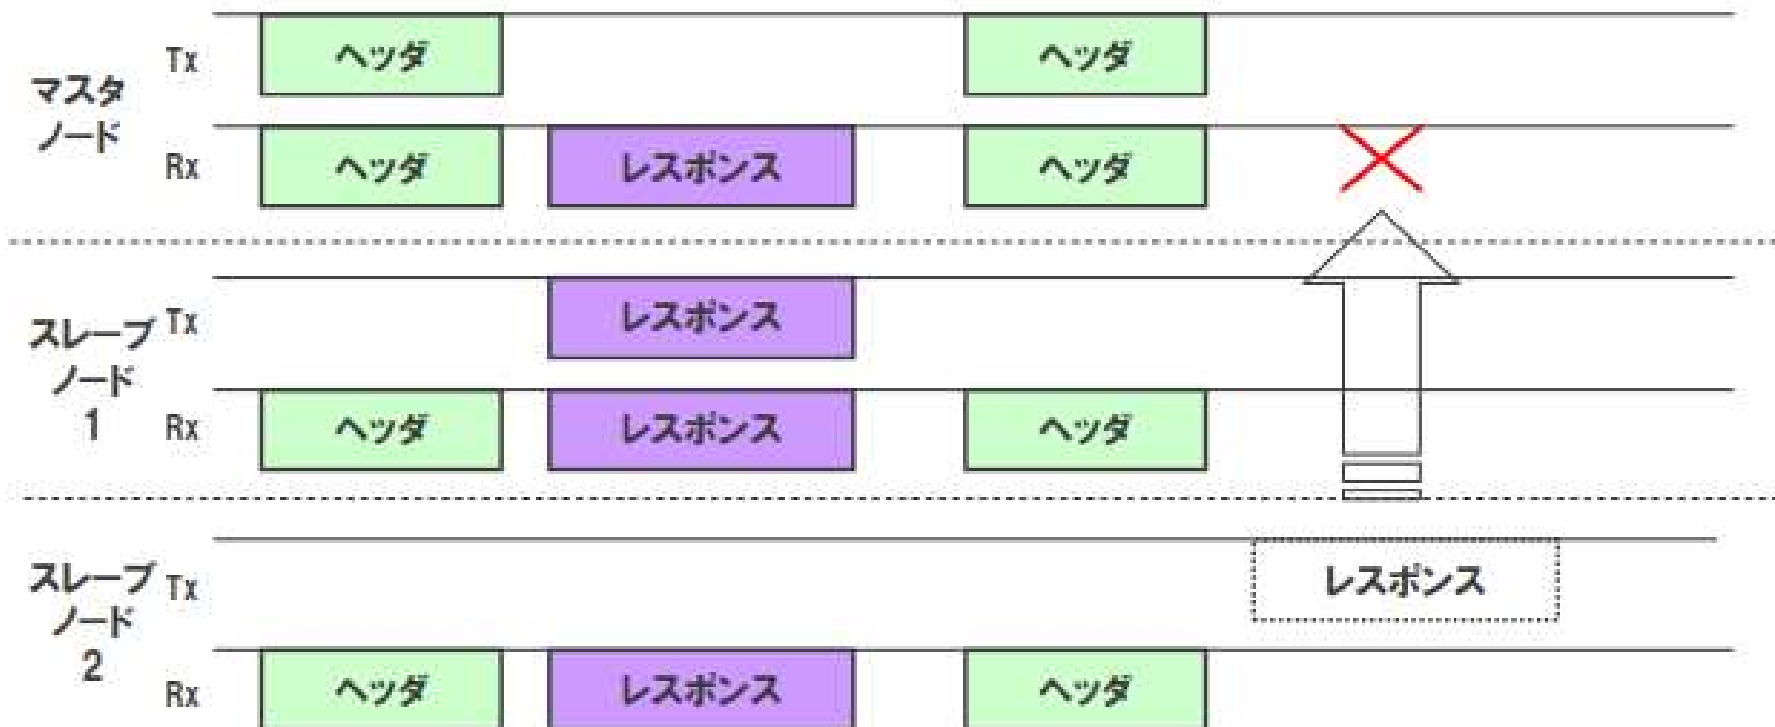 Tx ヘッダ ヘッダ
マスタ
ノード
Rx ヘッダ レスポンス ヘッダ
スレーブ Tx レスポンス
ノード
1 Rx ヘッダ レスポンス ヘッダ
スレーブ Tx レスポンス
ノード
2
Rx ヘッダ レスポンス ヘッダ